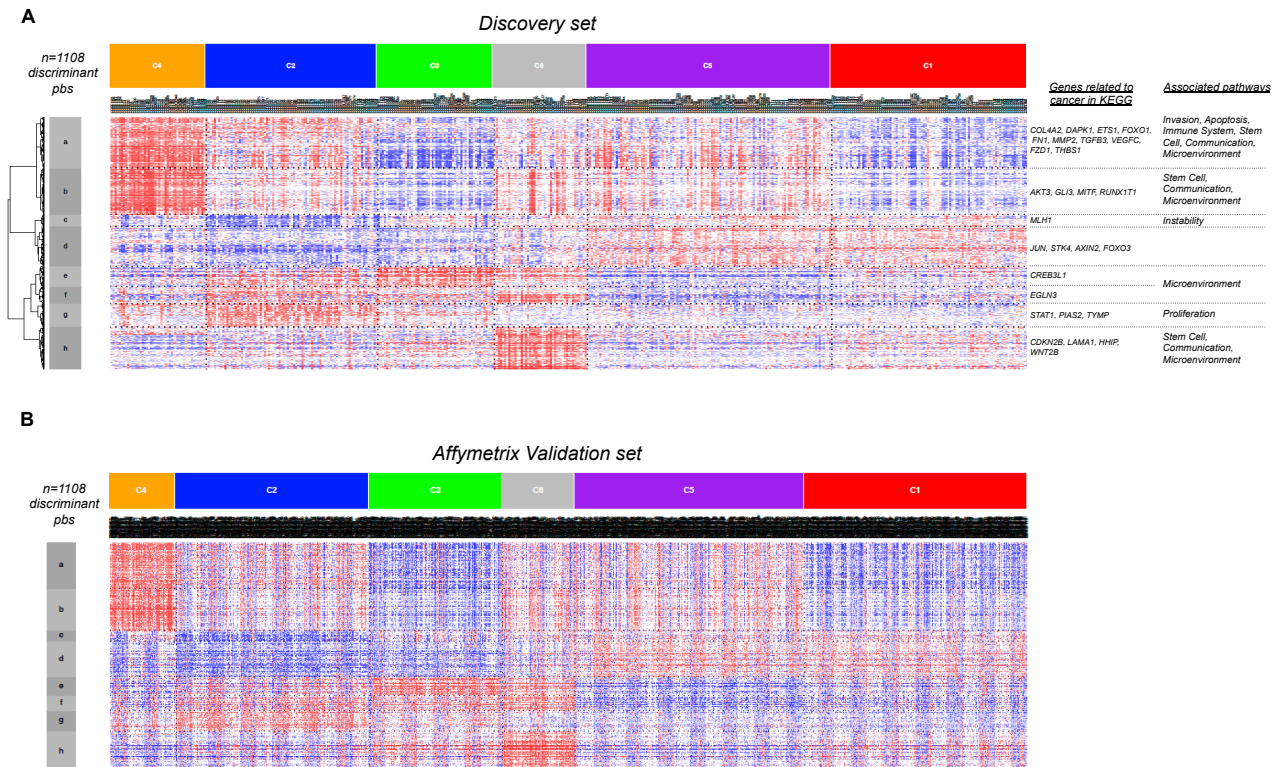 A
Discovery set
n=1108
discriminant
pbs
C4 C2 C3 C6 C5 C1
Genes related to
cancer in KEGG
Associated pathways
a
COL4A2, DAPK1, ETS1, FOXO1,
FN1, MMP2, TGFB3, VEGFC,
FZD1, THBS1
Invasion, Apoptosis,
Immune System, Stem
Cell, Communication,
Microenvironment
b
AKT3, GLI3, MITF, RUNX1T1
Stem Cell,
Communication,
Microenvironment
c
MLH1
Instability
d
JUN, STK4, AXIN2, FOXO3
e
CREB3L1
Microenvironment
f
EGLN3
g
STAT1, PIAS2, TYMP
Proliferation
h
CDKN2B, LAMA1, HHIP,
WNT2B
Stem Cell,
Communication,
Microenvironment
B
Affymetrix Validation set
n=1108
discriminant
pbs
C4 C2 C3 C6 C5 C1
a
b
c
d
e
f
g
h